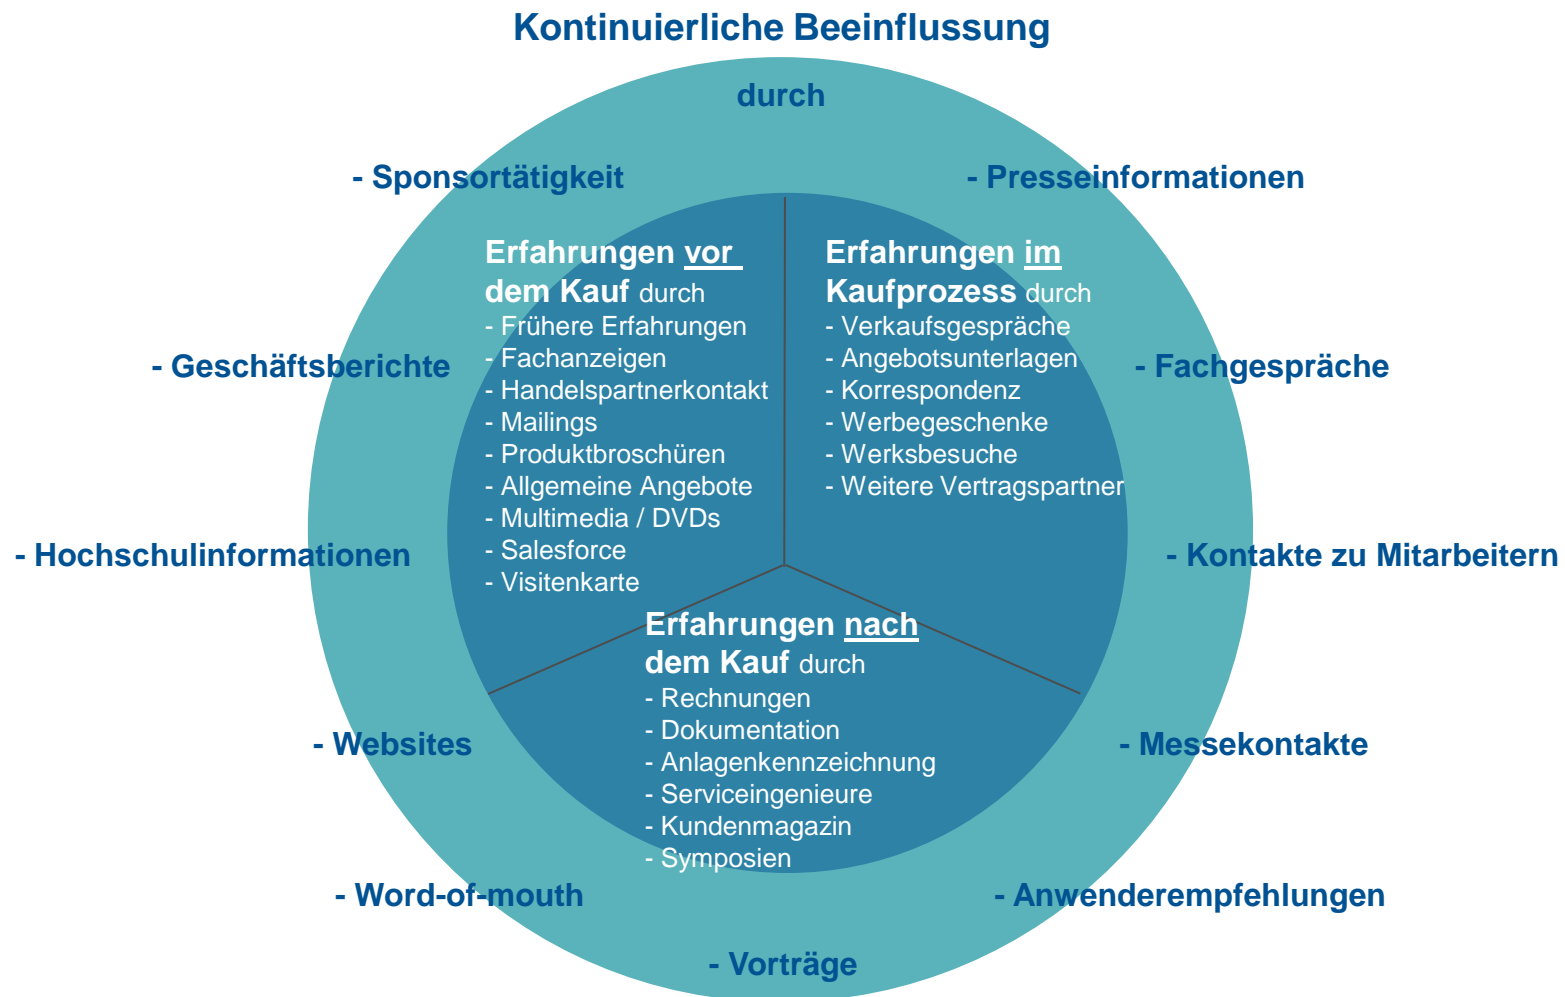 Kontinuierliche Beeinflussung
durch
- Sponsortätigkeit
- Presseinformationen
- Geschäftsberichte
- Fachgespräche
- Hochschulinformationen
- Kontakte zu Mitarbeitern
- Websites
- Messekontakte
- Word-of-mouth
- Anwenderempfehlungen
- Vorträge
Erfahrungen vor
dem Kauf durch
- Frühere Erfahrungen
- Fachanzeigen
- Handelspartnerkontakt
- Mailings
- Produktbroschüren
- Allgemeine Angebote
- Multimedia / DVDs
- Salesforce
- Visitenkarte
Erfahrungen im
Kaufprozess durch
- Verkaufsgespräche
- Angebotsunterlagen
- Korrespondenz
- Werbegeschenke
- Werksbesuche
- Weitere Vertragspartner
Erfahrungen nach
dem Kauf durch
- Rechnungen
- Dokumentation
- Anlagenkennzeichnung
- Serviceingenieure
- Kundenmagazin
- Symposien